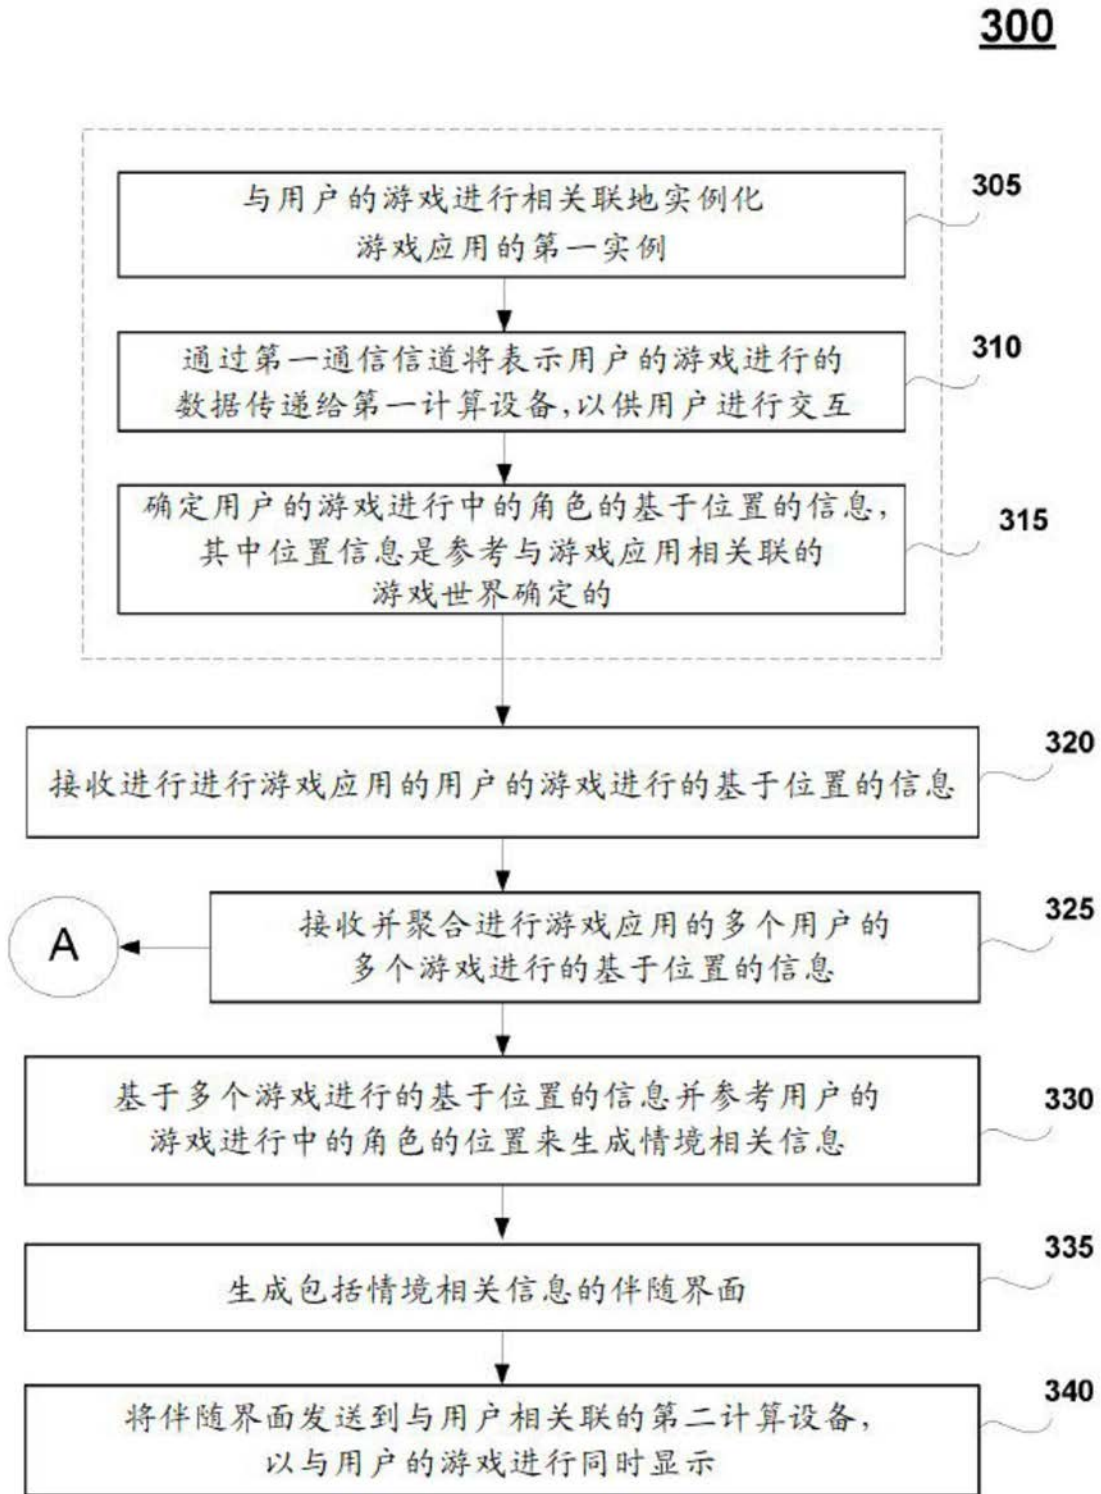 300
与用户的游戏进行相关联地实例化
游戏应用的第一实例
305
通过第一通信信道将表示用户的游戏进行的
数据传递给第一计算设备,以供用户进行交互
310
确定用户的游戏进行中的角色的基于位置的信息,
其中位置信息是参考与游戏应用相关联的
游戏世界确定的
315
接收进行进行游戏应用的用户的游戏进行的基于位置的信息
320
A
接收并聚合进行游戏应用的多个用户的
多个游戏进行的基于位置的信息
325
基于多个游戏进行的基于位置的信息并参考用户的
游戏进行中的角色的位置来生成情境相关信息
330
生成包括情境相关信息的伴随界面
335
将伴随界面发送到与用户相关联的第二计算设备,
以与用户的游戏进行同时显示
340